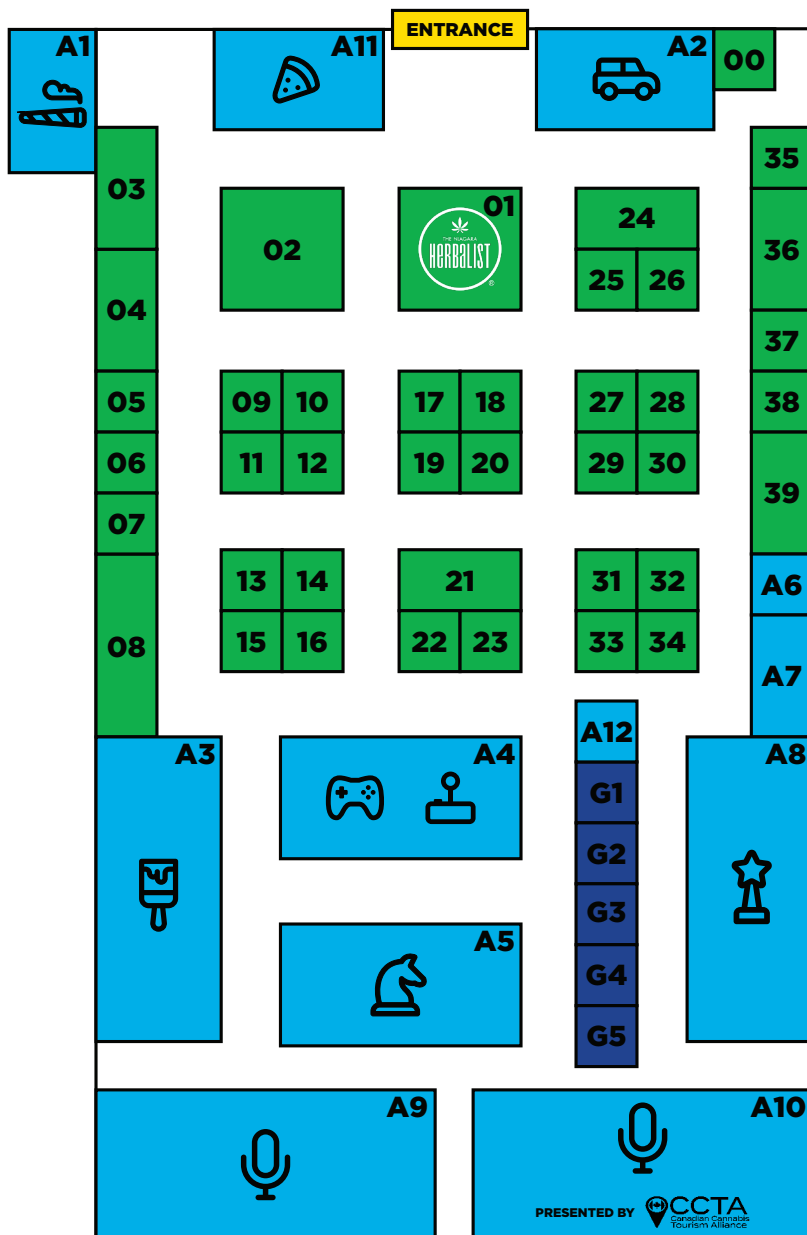 ENTRANCE
A1
A11
A2
00
03
35
02
01
THE NIAGARA
HERBALIST
®
24
36
04
25
26
37
05
09
10
17
18
27
28
38
06
11
12
19
20
29
30
39
07
13
14
21
31
32
A6
08
15
16
22
23
33
34
A7
A12
A3
A4
A8
G1
G2
G3
A5
G4
G5
A9
A10
PRESENTED BY
CCTA
Canadian Cannabis
Tourism Alliance